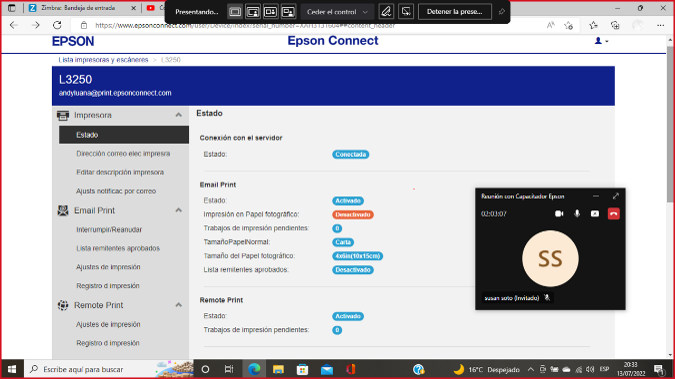 Zimbra: Bandeja de entrada
Presentando...
Ceder el control
Detener la prese...
https://www.epsonconnect.com/user/Device/index/
EPSON
Epson Connect
Lista impresoras y escáneres > L3250
L3250
andyluana@print.epsonconnect.com
Impresora
Estado
Dirección correo elec impresra
Editar descripción impresora
Ajusts notificac por correo
Email Print
Interrumpir/Reanudar
Lista remitentes aprobados
Ajustes de impresión
Registro d impresión
Remote Print
Ajustes de impresión
Registro d impresión
Estado
Conexión con el servidor
Estado: Conectada
Email Print
Estado: Activado
Impresión en Papel fotográfico: Desactivado
Trabajos de impresión pendientes: 0
TamañoPapelNormal: Carta
Tamaño del Papel fotográfico: 4x6in(10x15cm)
Lista remitentes aprobados: Desactivado
Remote Print
Estado: Activado
Trabajos de impresión pendientes: 0
Reunión con Capacitador Epson
02:03:07
SS
susan soto (Invitado)
Escribe aquí para buscar
16°C Despejado
ESP
20:33
13/07/2022